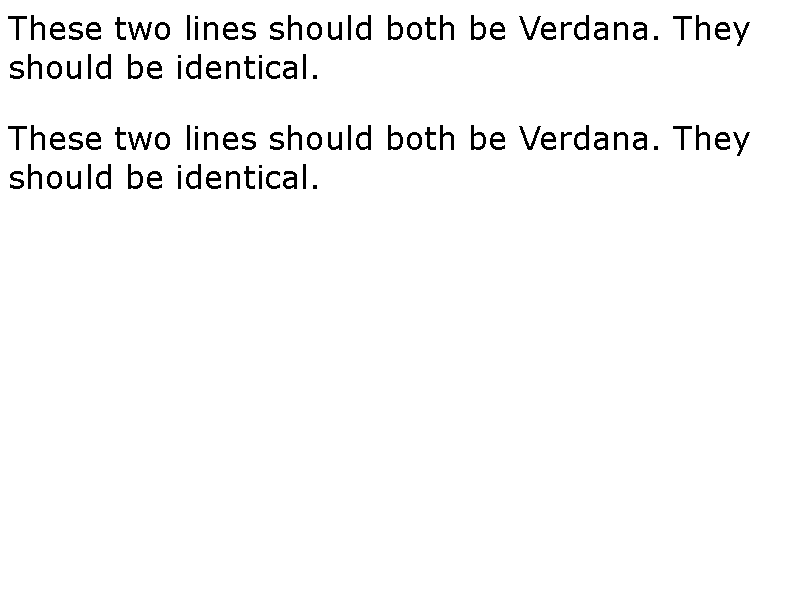 These two lines should both be Verdana. They
should be identical.
These two lines should both be Verdana. They
should be identical.